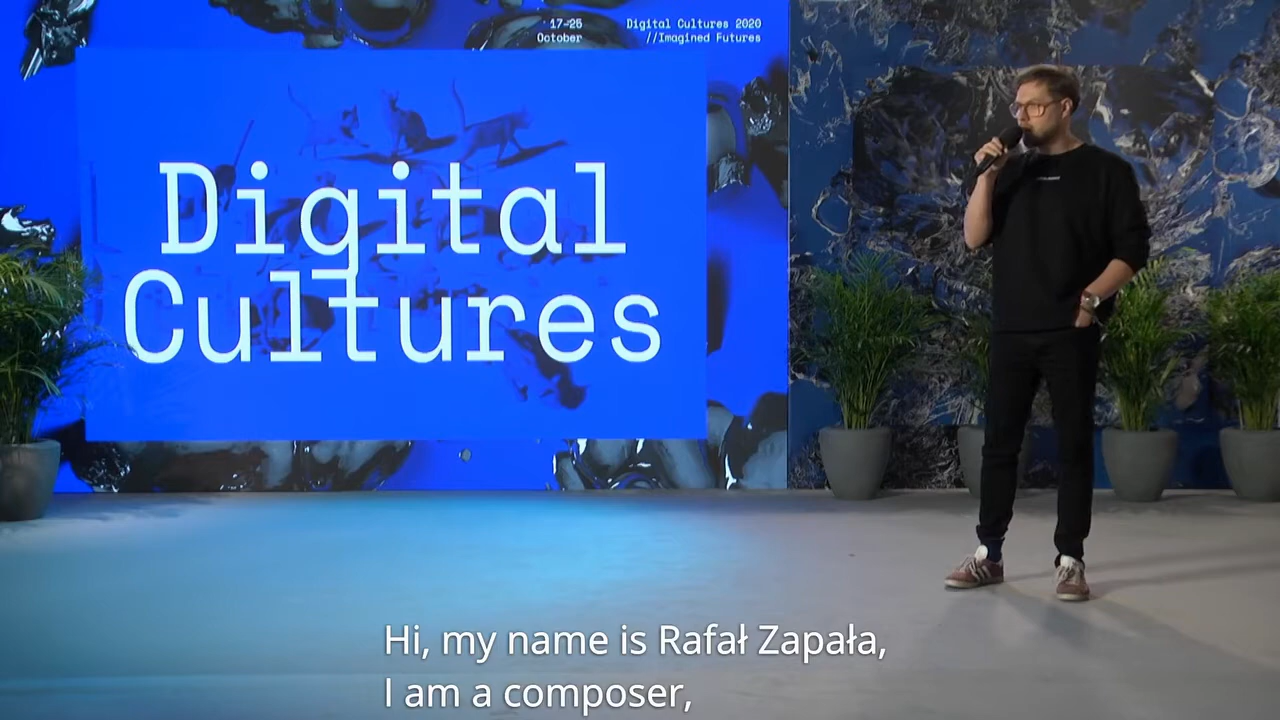 17–25
October
Digital Cultures 2020
//Imagined Futures
Digital
Cultures
Hi, my name is Rafał Zapała,
I am a composer,